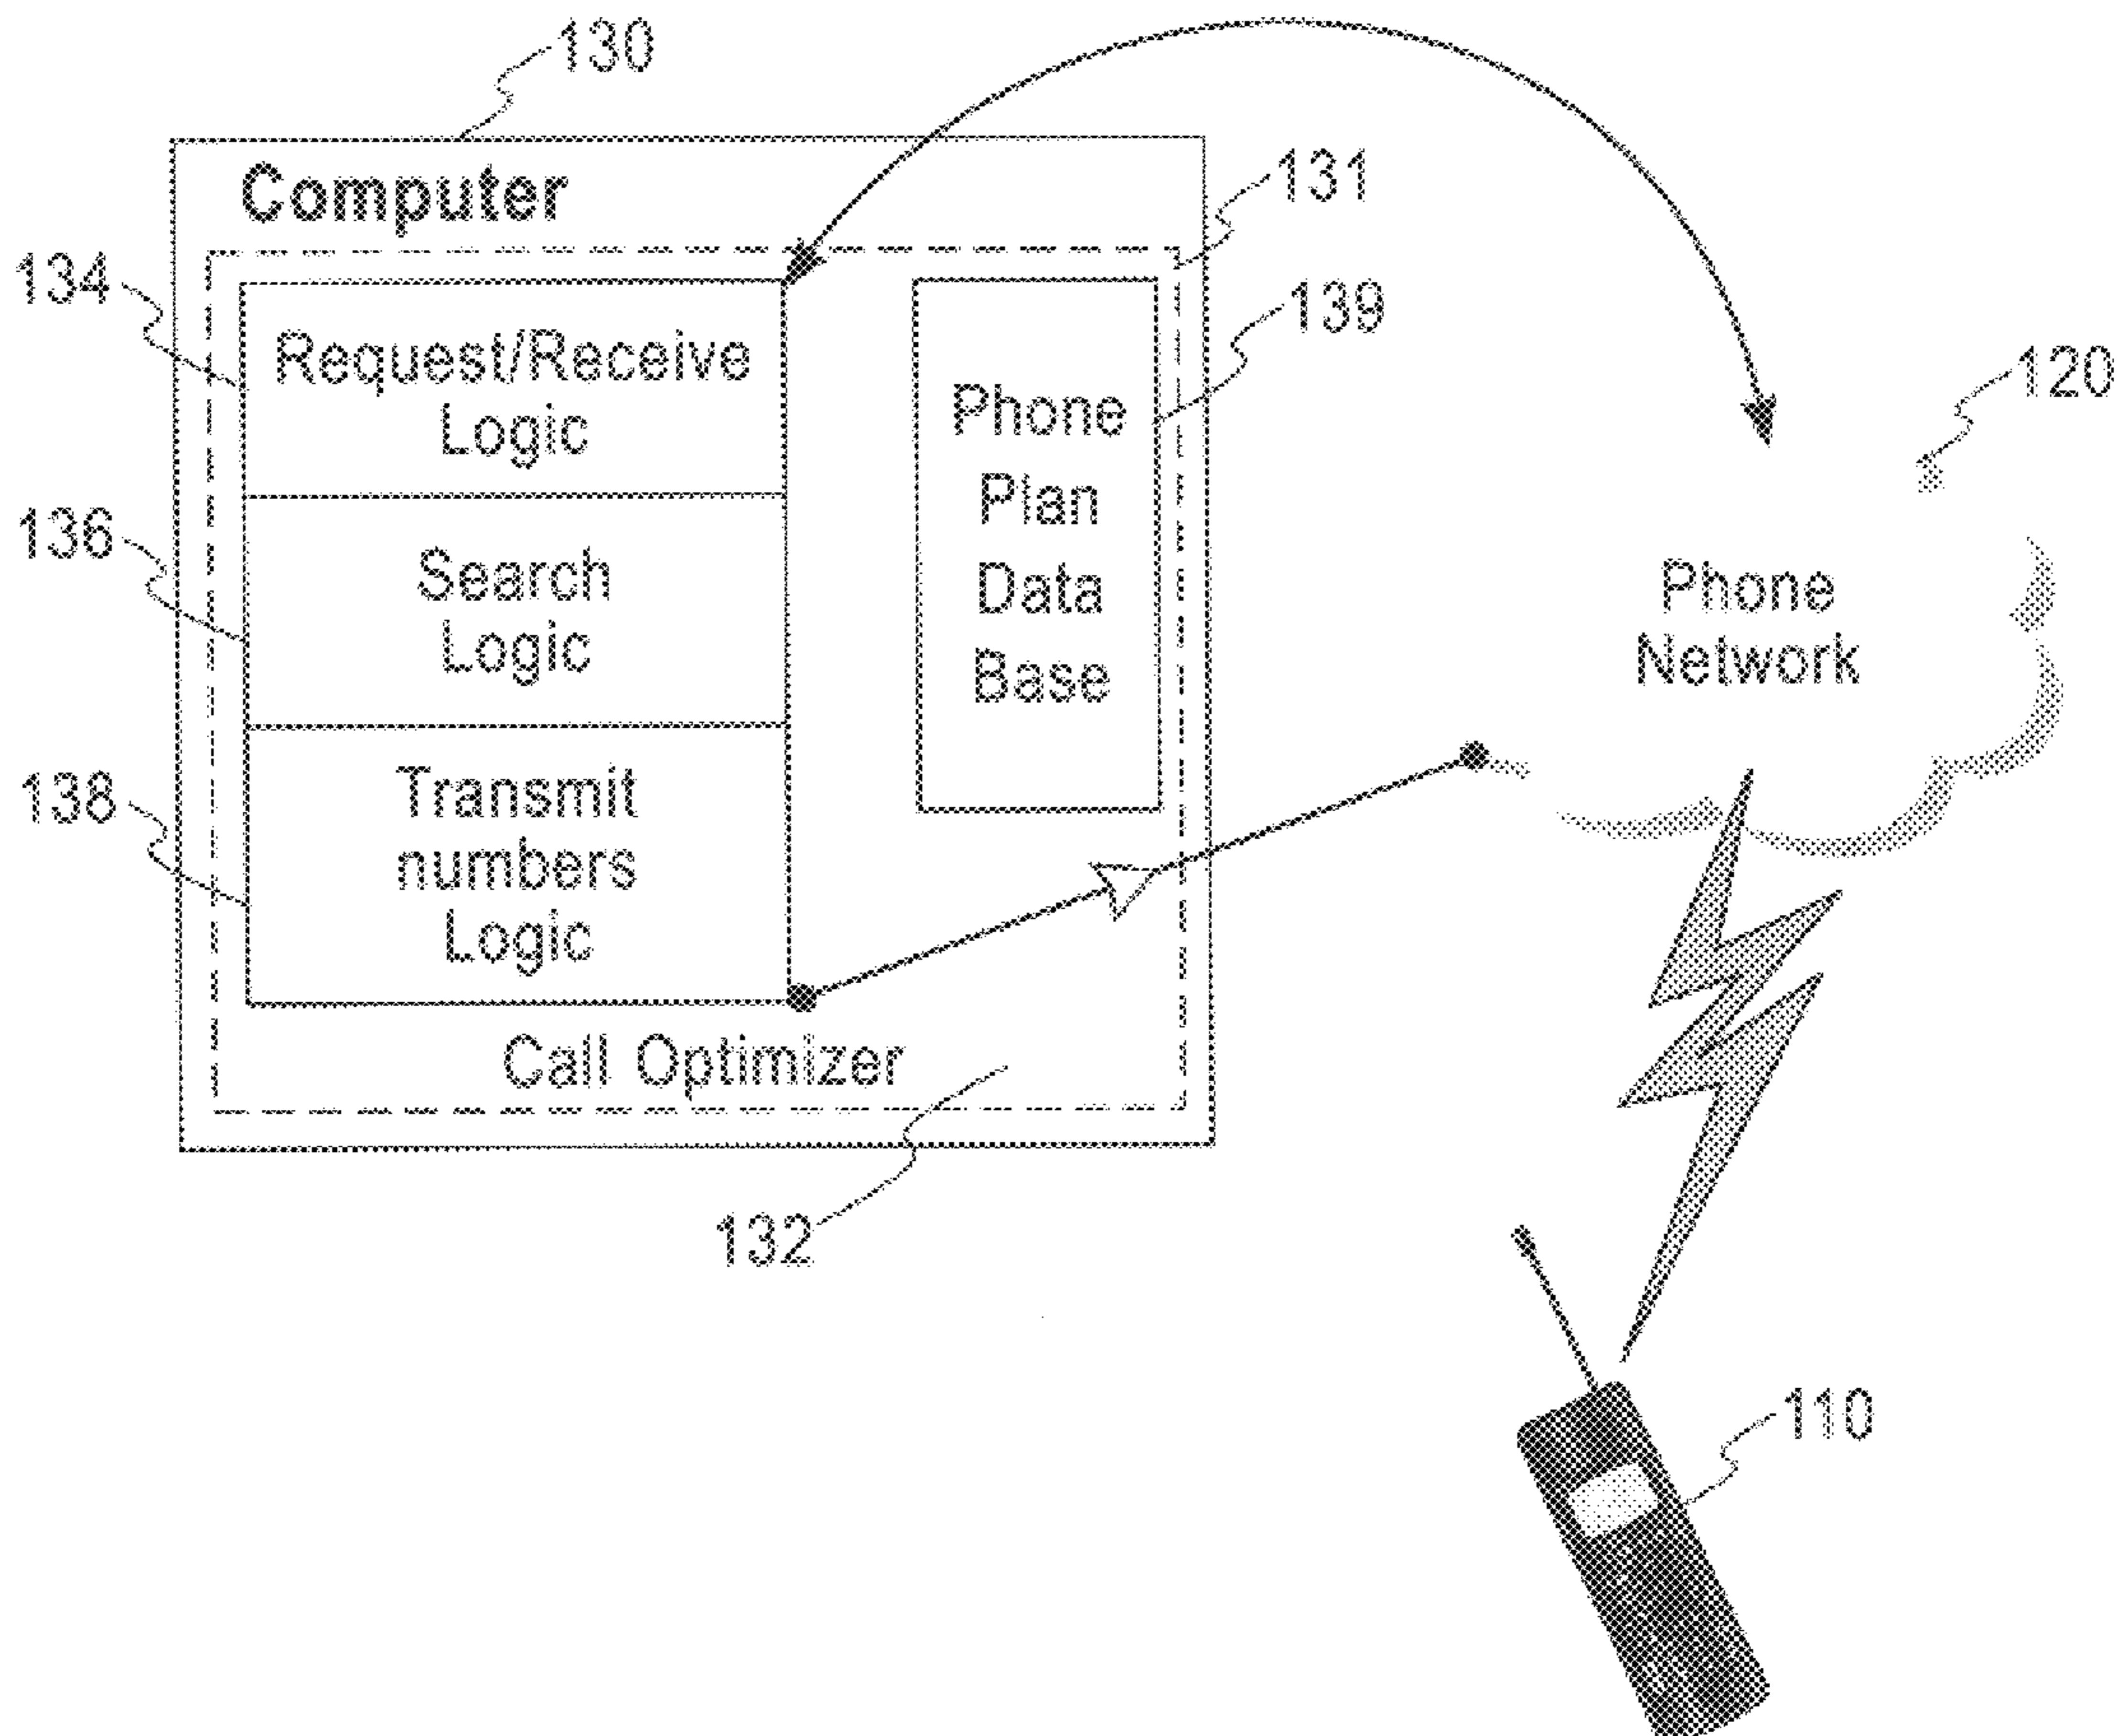 130
Computer
131
134
Request/Receive
Logic
139
Phone
Plan
Data
Base
120
136
Search
Logic
Phone
Network
138
Transmit
numbers
Logic
Call Optimizer
132
110